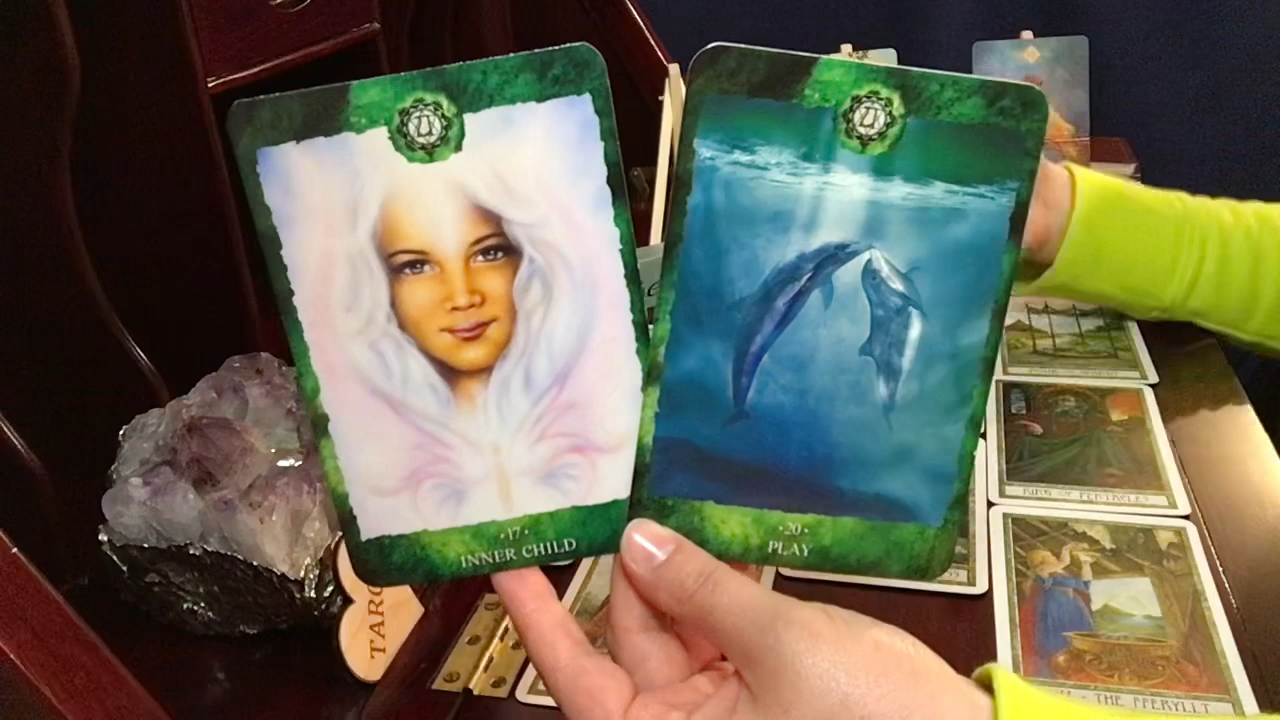 ·17·
INNER CHILD
·20·
PLAY
TARO
KING OF PENTACLES
THE PFERYLLT